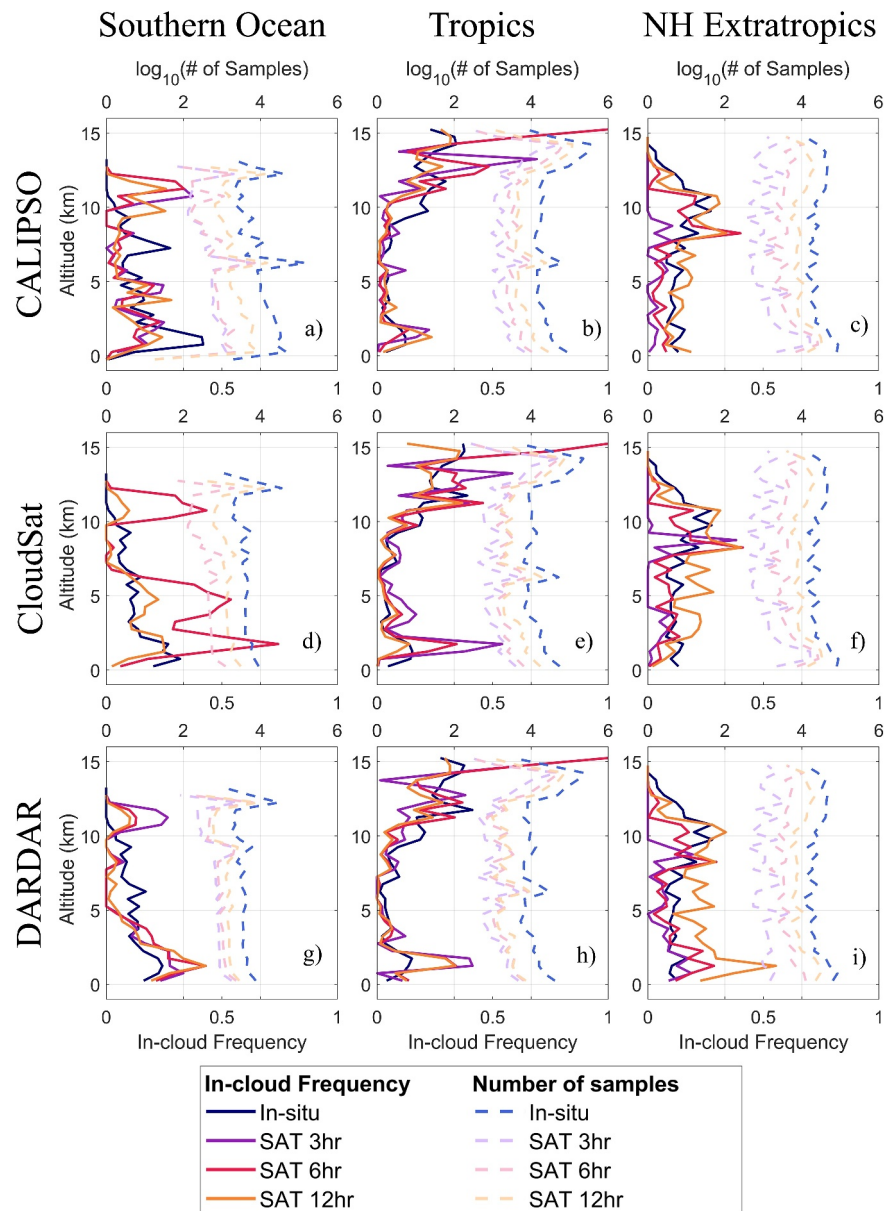 Southern Ocean Tropics NH Extratropics
log10(# of Samples) log10(# of Samples)
0 2 4 6 0 2 4 6 0 2 4 6
CALIPSO
Altitude (km)
15
10
5
0
a) b) c)
0 0.5 1 0 0.5 1 0 0.5 1
0 2 4 6 0 2 4 6 0 2 4 6
CloudSat
Altitude (km)
15
10
5
0
d) e) f)
0 0.5 1 0 0.5 1 0 0.5 1
0 2 4 6 0 2 4 6 0 2 4 6
DARDAR
Altitude (km)
15
10
5
0
g) h) i)
0 0.5 1 0 0.5 1 0 0.5 1
In-cloud Frequency In-cloud Frequency
In-cloud Frequency Number of samples
In-situ In-situ
SAT 3hr SAT 3hr
SAT 6hr SAT 6hr
SAT 12hr SAT 12hr